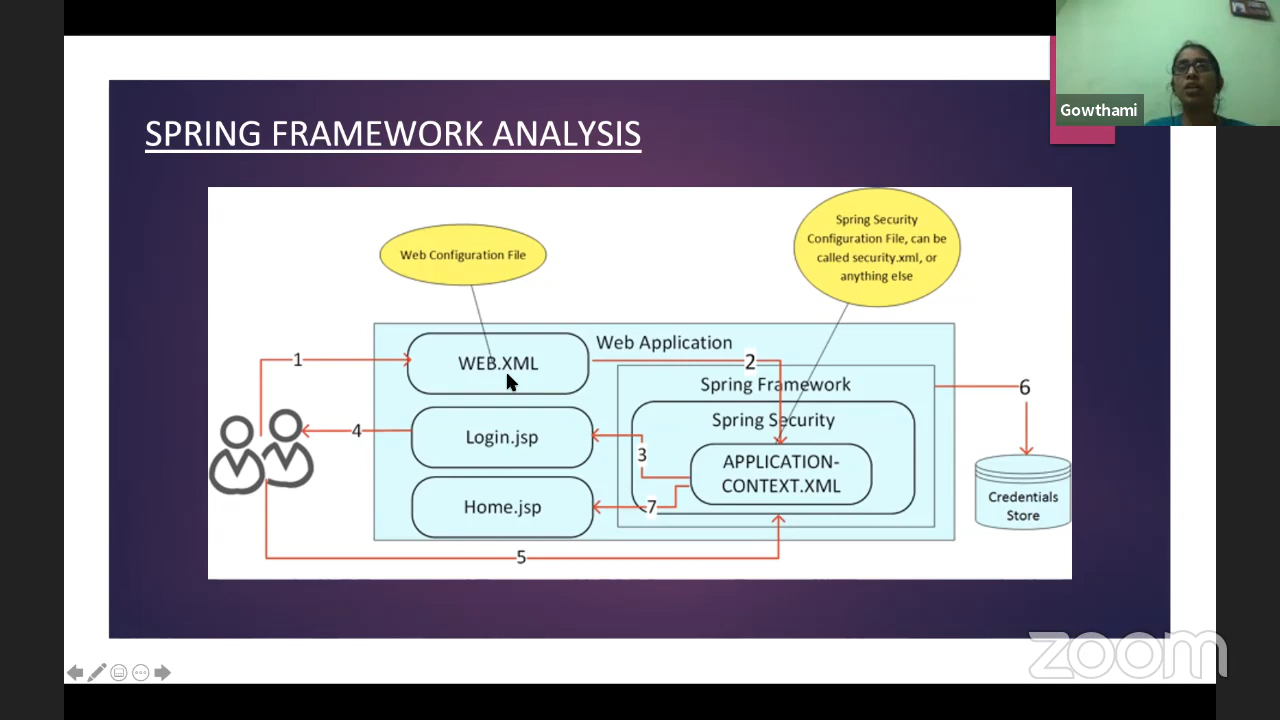 Gowthami
SPRING FRAMEWORK ANALYSIS
Web Configuration File
Spring Security
Configuration File, can be
called security.xml, or
anything else
Web Application
1
WEB.XML
2
Spring Framework
6
Spring Security
4
Login.jsp
3
APPLICATION-
CONTEXT.XML
Home.jsp
7
Credentials
Store
5
zoom